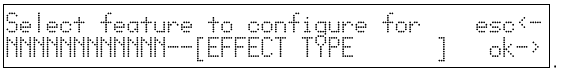 Select feature to configure for esc<-
NNNNNNNNNNNN--[EFFECT TYPE ] ok->
.